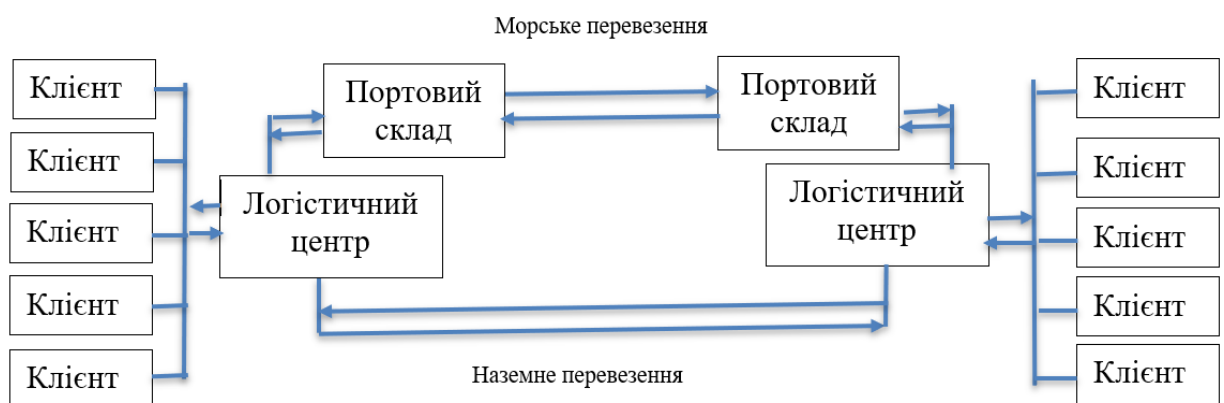 Морське перевезення
Клієнт
Клієнт
Клієнт
Клієнт
Клієнт
Портовий
склад
Логістичний
центр
Портовий
склад
Логістичний
центр
Клієнт
Клієнт
Клієнт
Клієнт
Клієнт
Наземне перевезення